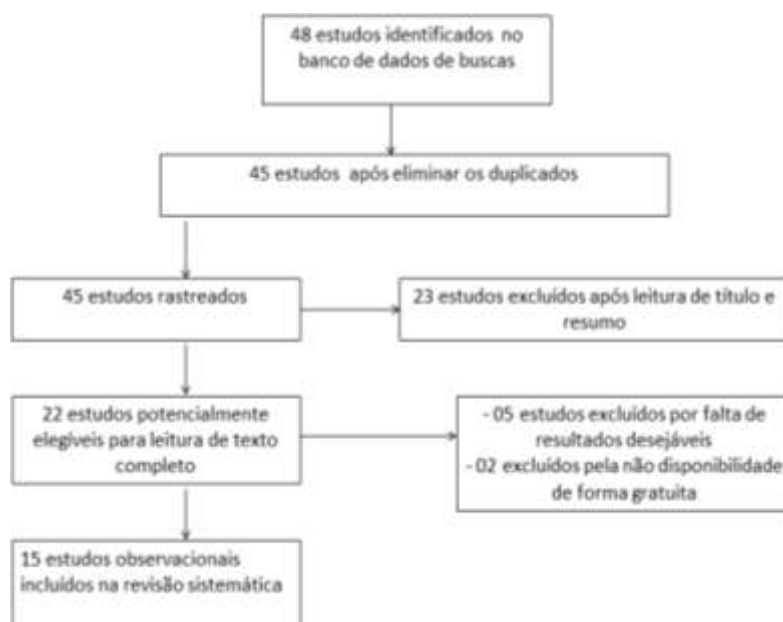 48 estudos identificados no
banco de dados de buscas
45 estudos após eliminar os duplicados
45 estudos rastreados
23 estudos excluídos após leitura de título e
resumo
22 estudos potencialmente
elegíveis para leitura de texto
completo
- 05 estudos excluídos por falta de
resultados desejáveis
- 02 excluídos pela não disponibilidade
de forma gratuita
15 estudos observacionais
incluídos na revisão sistemática